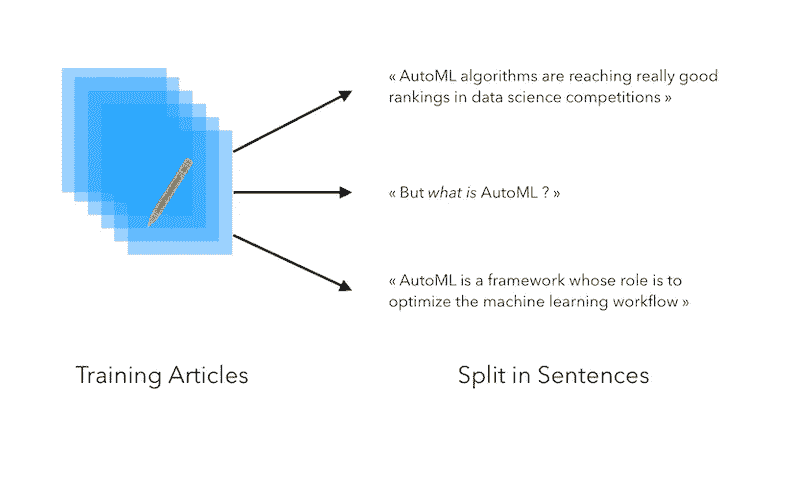 « AutoML algorithms are reaching really good
rankings in data science competitions »
« But what is AutoML ? »
« AutoML is a framework whose role is to
optimize the machine learning workflow »
Training Articles
Split in Sentences